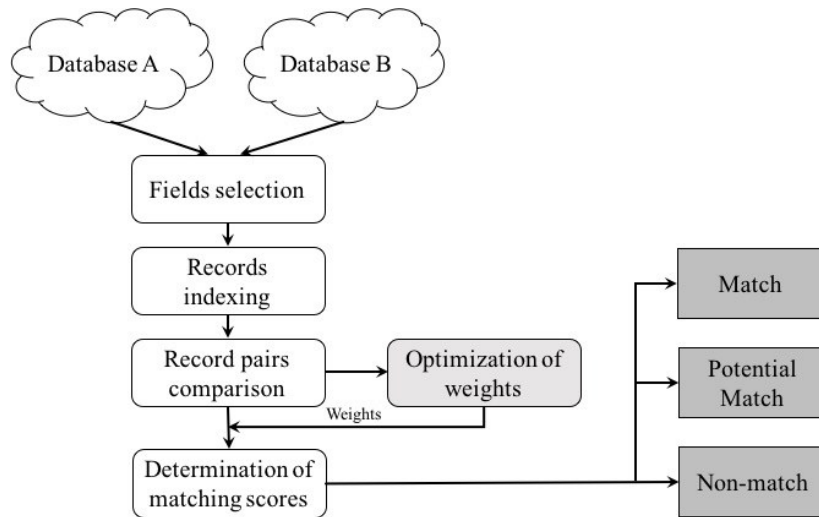 Database A
Database B
Fields selection
Records
indexing
Record pairs
comparison
Optimization of
weights
Weights
Determination of
matching scores
Match
Potential
Match
Non-match